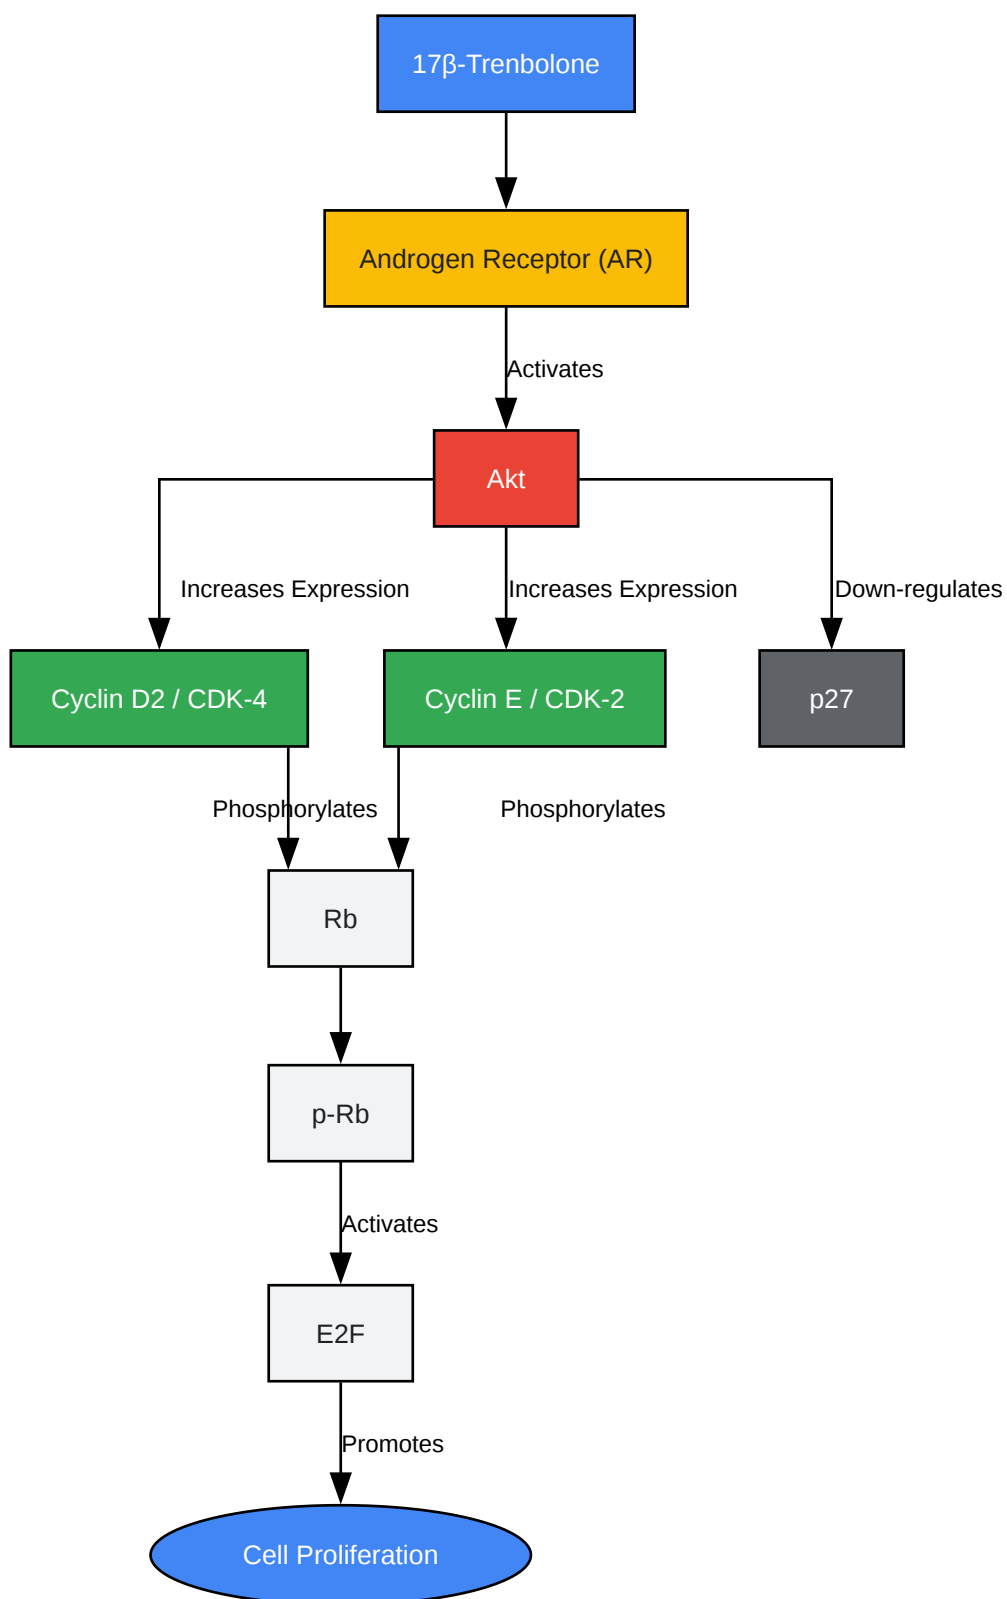 17β-Trenbolone
Androgen Receptor (AR)
Activates
Akt
Increases Expression
Increases Expression
Down-regulates
Cyclin D2 / CDK-4
Cyclin E / CDK-2
p27
Phosphorylates
Phosphorylates
Rb
p-Rb
Activates
E2F
Promotes
Cell Proliferation